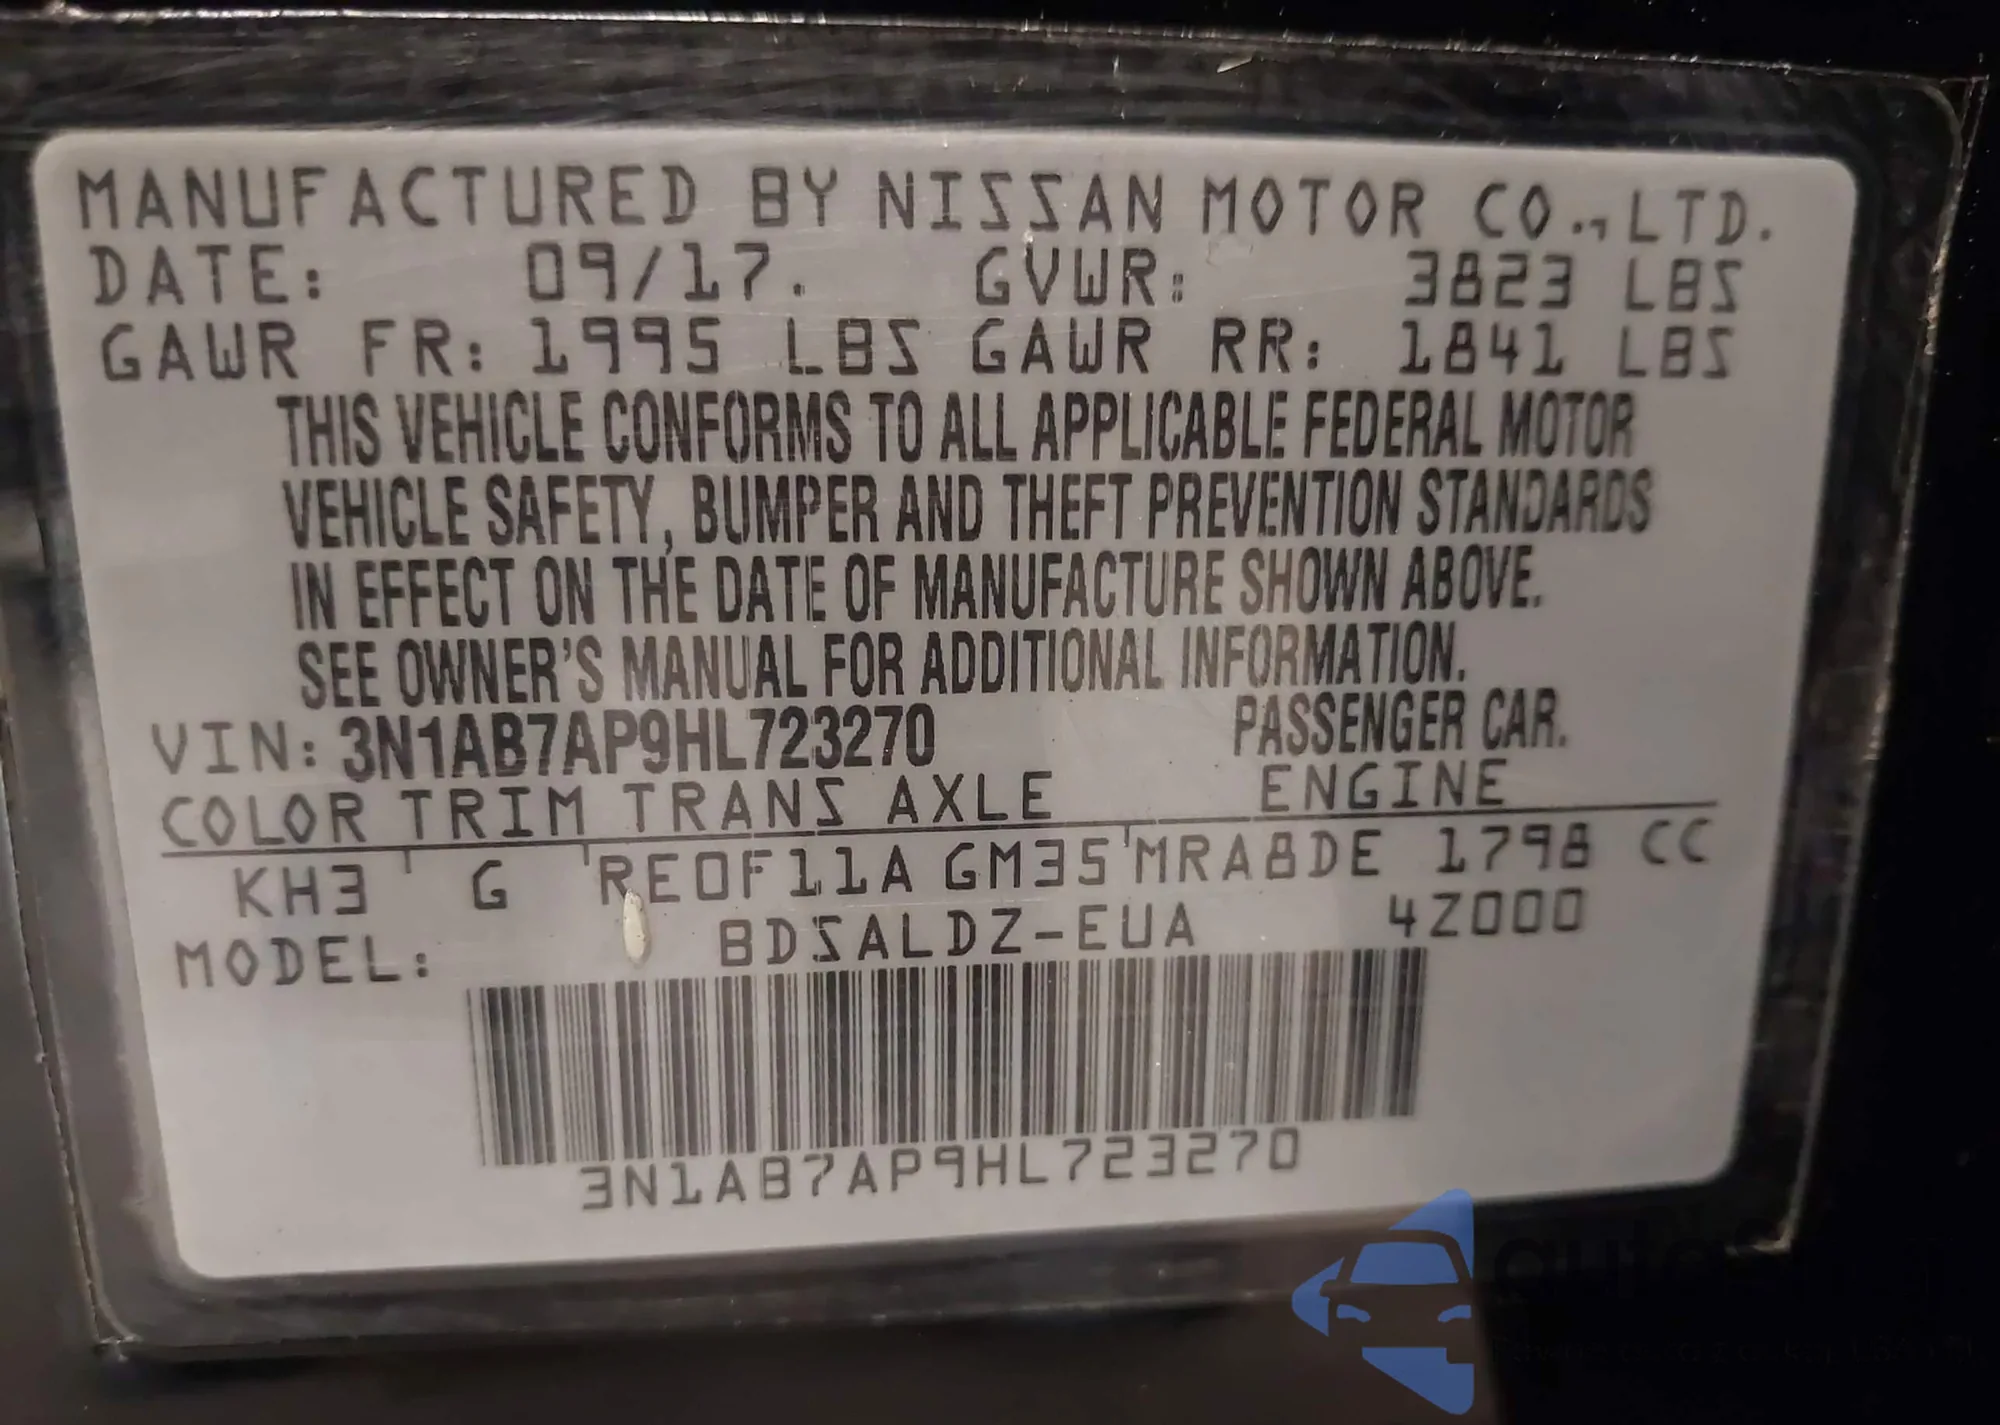 MANUFACTURED BY NISSAN MOTOR CO., LTD.
DATE: 09/17. GVWR: 3823 LBS
GAWR FR: 1995 LBS GAWR RR: 1841 LBS
THIS VEHICLE CONFORMS TO ALL APPLICABLE FEDERAL MOTOR
VEHICLE SAFETY, BUMPER AND THEFT PREVENTION STANDARDS
IN EFFECT ON THE DATE OF MANUFACTURE SHOWN ABOVE.
SEE OWNER'S MANUAL FOR ADDITIONAL INFORMATION.
VIN: 3N1AB7AP9HL723270 PASSENGER CAR.
COLOR TRIM TRANS AXLE ENGINE
KH3 G RE0F11A GM35 MRA8DE 1798 CC
MODEL: BDSALDZ-EUA 4Z000
3N1AB7AP9HL723270